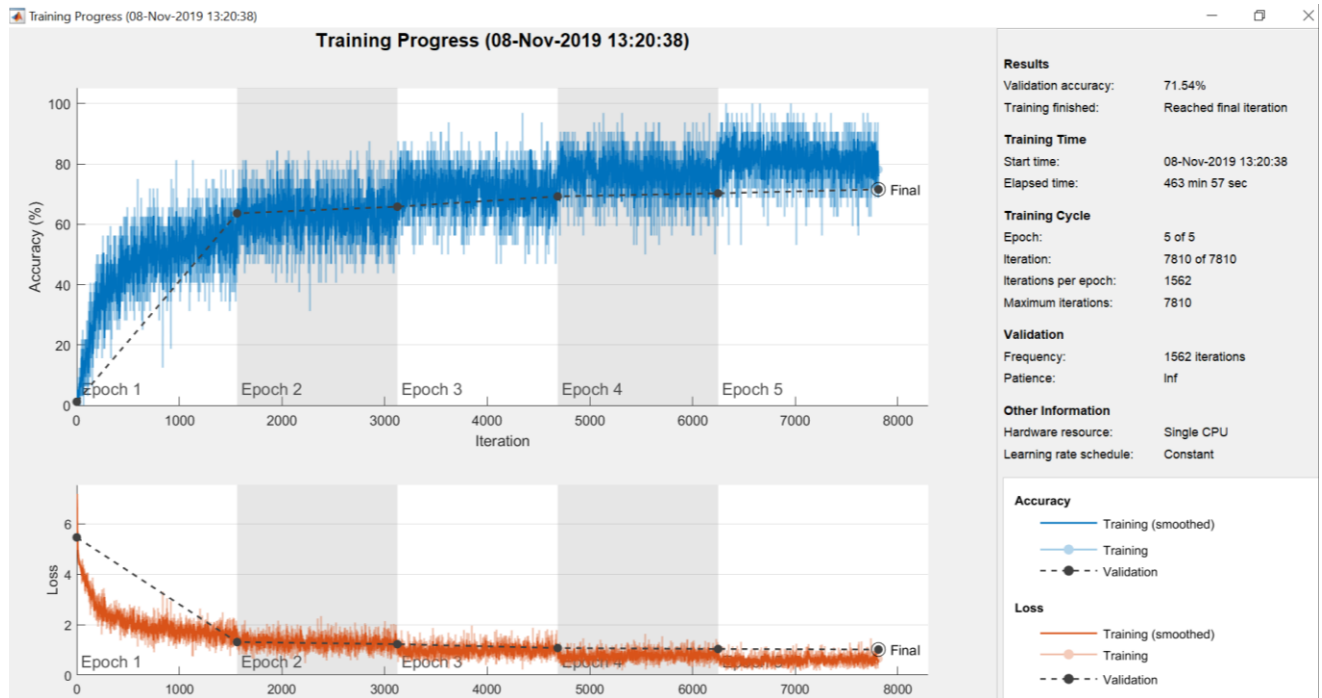 Training Progress (08-Nov-2019 13:20:38)
Training Progress (08-Nov-2019 13:20:38)
100
80
60
40
20
0
Accuracy (%)
Epoch 1
Epoch 2
Epoch 3
Epoch 4
Epoch 5
Final
0 1000 2000 3000 4000 5000 6000 7000 8000
Iteration
6
4
2
0
Loss
Epoch 1
Epoch 2
Epoch 3
Epoch 4
Final
0 1000 2000 3000 4000 5000 6000 7000 8000
Results
Validation accuracy: 71.54%
Training finished: Reached final iteration
Training Time
Start time: 08-Nov-2019 13:20:38
Elapsed time: 463 min 57 sec
Training Cycle
Epoch: 5 of 5
Iteration: 7810 of 7810
Iterations per epoch: 1562
Maximum iterations: 7810
Validation
Frequency: 1562 iterations
Patience: Inf
Other Information
Hardware resource: Single CPU
Learning rate schedule: Constant
Accuracy
Training (smoothed)
Training
Validation
Loss
Training (smoothed)
Training
Validation